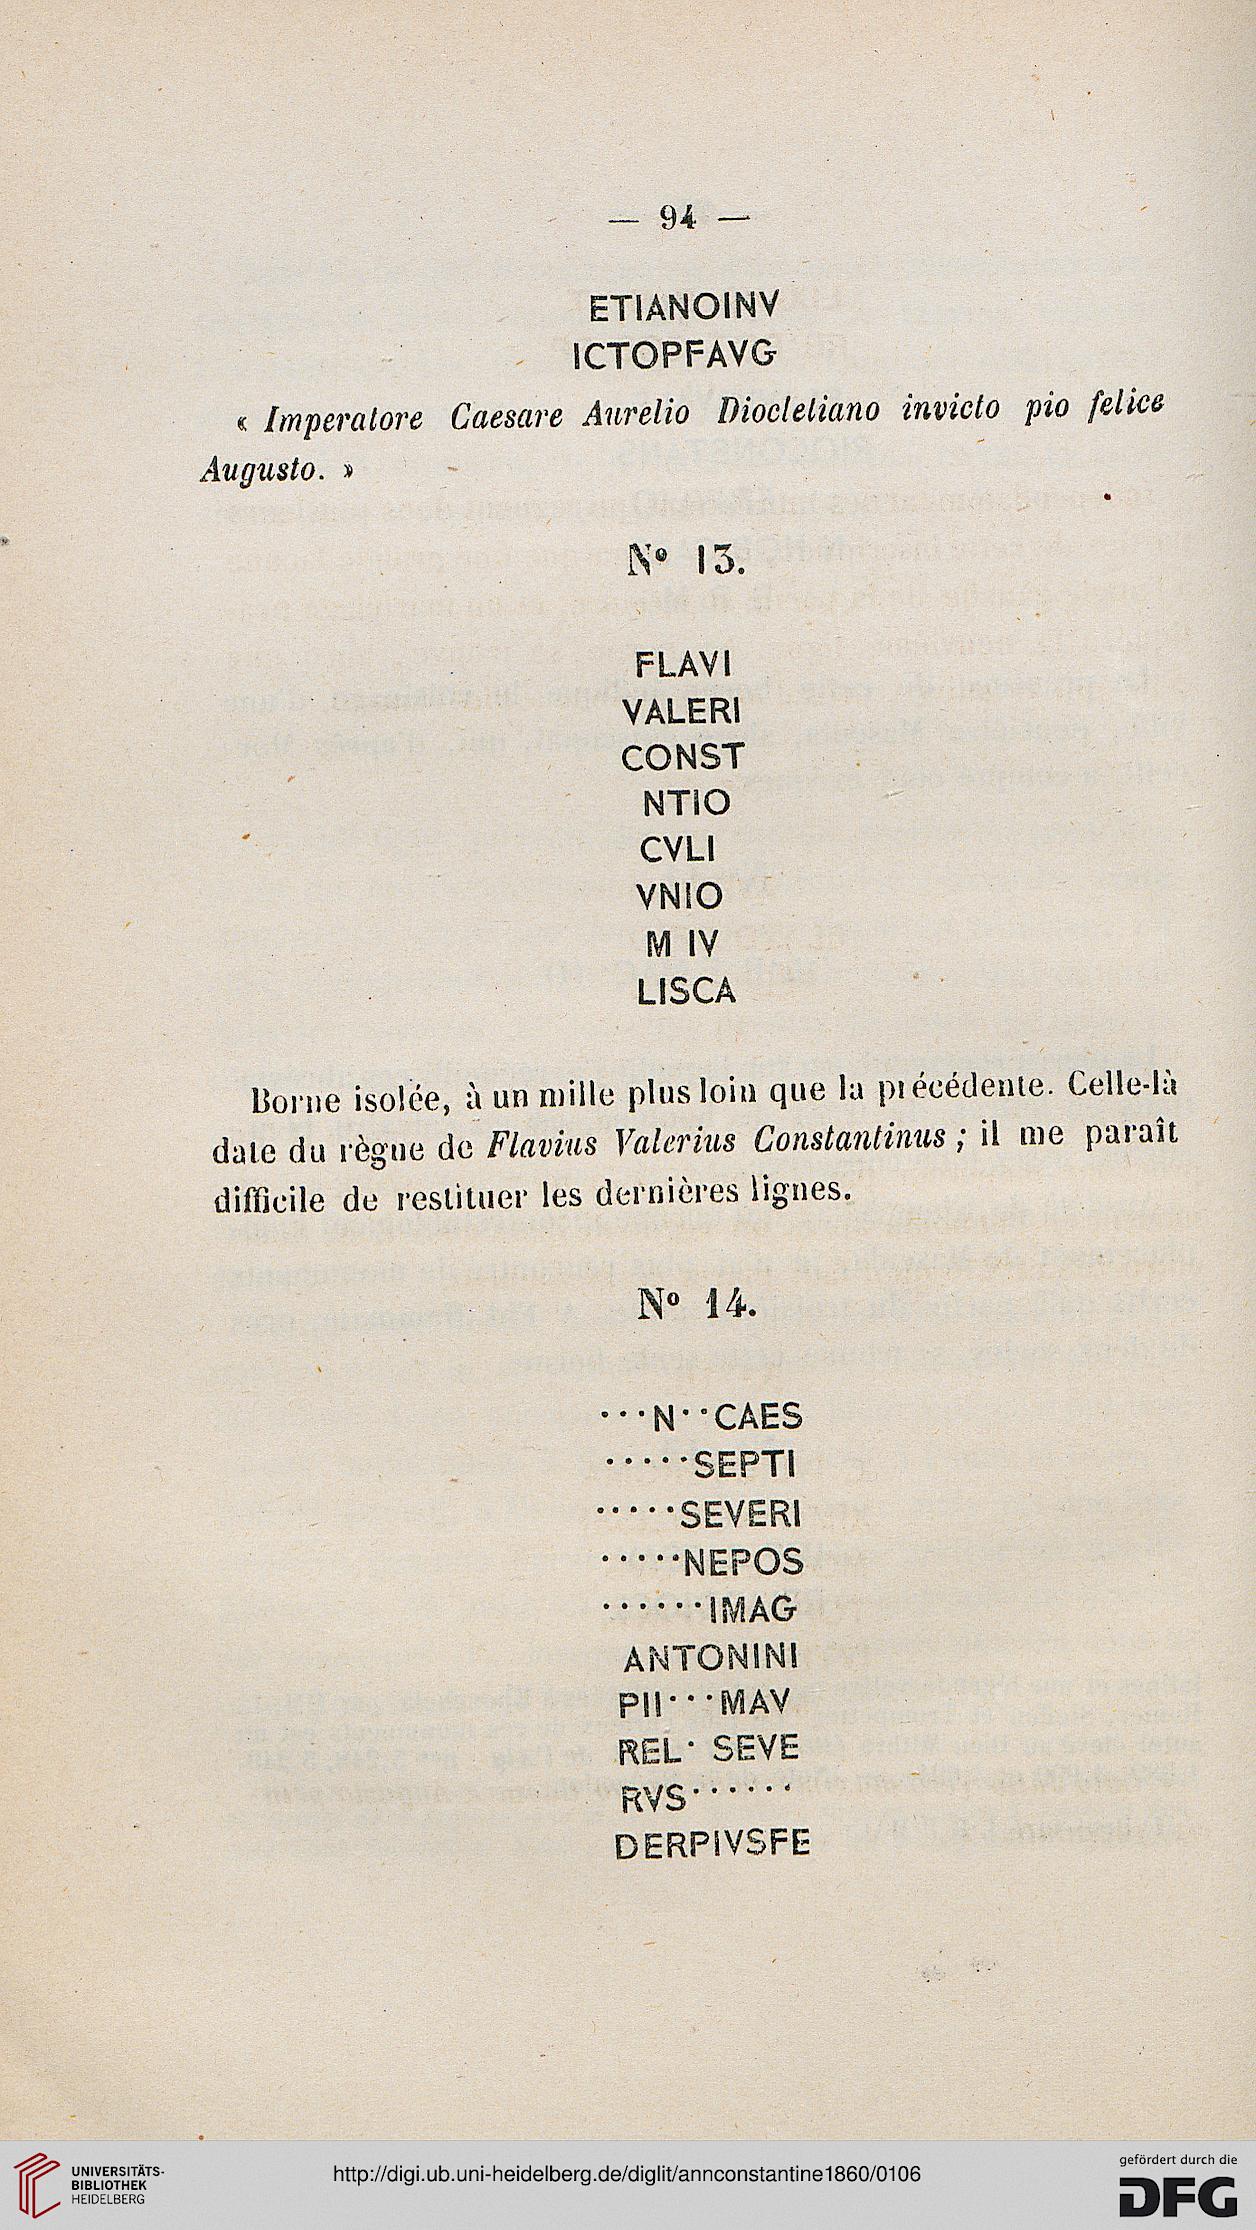 — 94 —
ETIANOINV
ICTOPFAVG
« Imperatore Caesare Aurelio Diocletiano invicto pio felice
Augusto. »
N° 13.
FLAVI
VALERI
CONST
NTIO
CVLI
VNIO
M IV
LISCA
Borne isolée, à un mille plus loin que la précédente. Celle-là
date du règne de Flavius Valerius Constantinus ; il me paraît
difficile de restituer les dernières lignes.
N° 14.
···N··CAES
·····SEPTI
·····SEVERI
·····NEPOS
······IMAG
ANTONINI
PII···MAV
REL· SEVE
RVS······
DERPIVSFE
UNIVERSITÄTS-
BIBLIOTHEK
HEIDELBERG
http://digi.ub.uni-heidelberg.de/diglit/annconstantine1860/0106
gefördert durch die
DFG